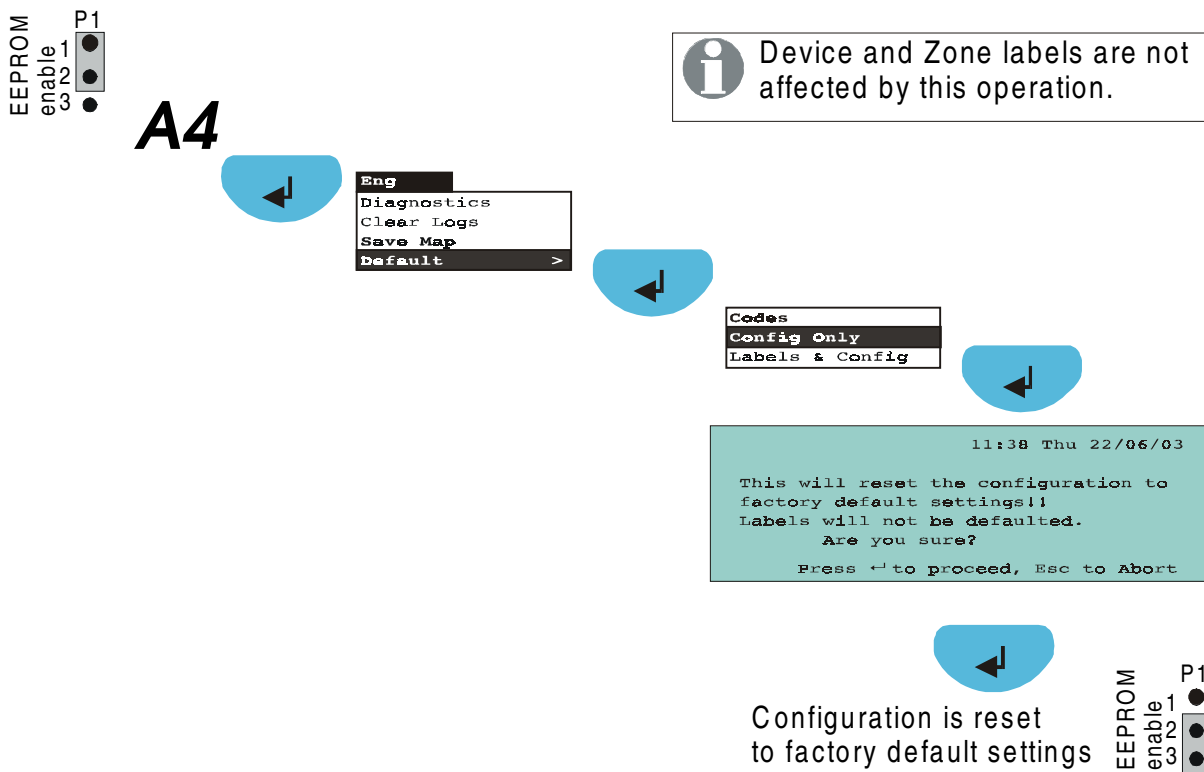 EEPROM
enable
P1
1
2
3
Device and Zone labels are not
affected by this operation.
A4
Eng
Diagnostics
Clear Logs
Save Map
Default >
Codes
Config Only
Labels & Config
11:38 Thu 22/06/03
This will reset the configuration to
factory default settings!!
Labels will not be defaulted.
Are you sure?
Press ↵ to proceed, Esc to Abort
Configuration is reset
to factory default settings
EEPROM
enable
P1
1
2
3